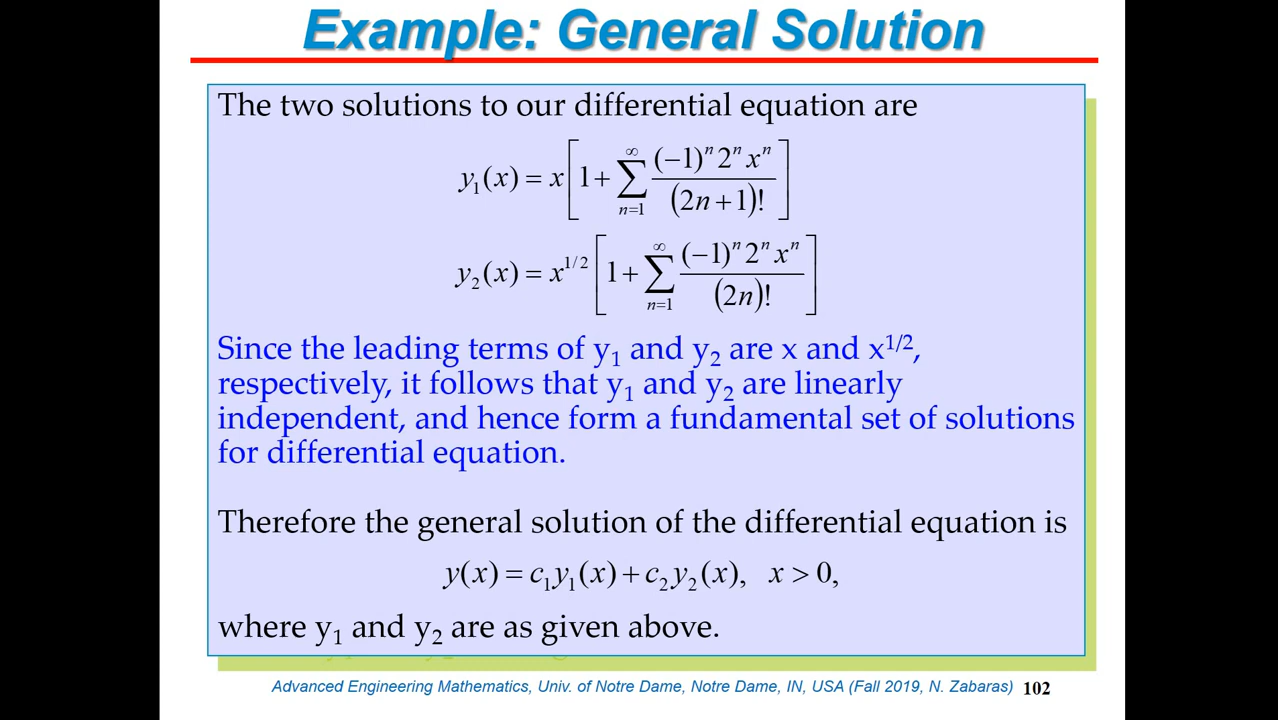 Example: General Solution
The two solutions to our differential equation are
y₁(x) = x[1 + ∑_{n=1}^{∞} (−1)ⁿ 2ⁿ xⁿ / (2n + 1)!]
y₂(x) = x^{1/2}[1 + ∑_{n=1}^{∞} (−1)ⁿ 2ⁿ xⁿ / (2n)!]
Since the leading terms of y₁ and y₂ are x and x^{1/2},
respectively, it follows that y₁ and y₂ are linearly
independent, and hence form a fundamental set of solutions
for differential equation.
Therefore the general solution of the differential equation is
y(x) = c₁y₁(x) + c₂y₂(x), x > 0,
where y₁ and y₂ are as given above.
Advanced Engineering Mathematics, Univ. of Notre Dame, Notre Dame, IN, USA (Fall 2019, N. Zabaras) 102